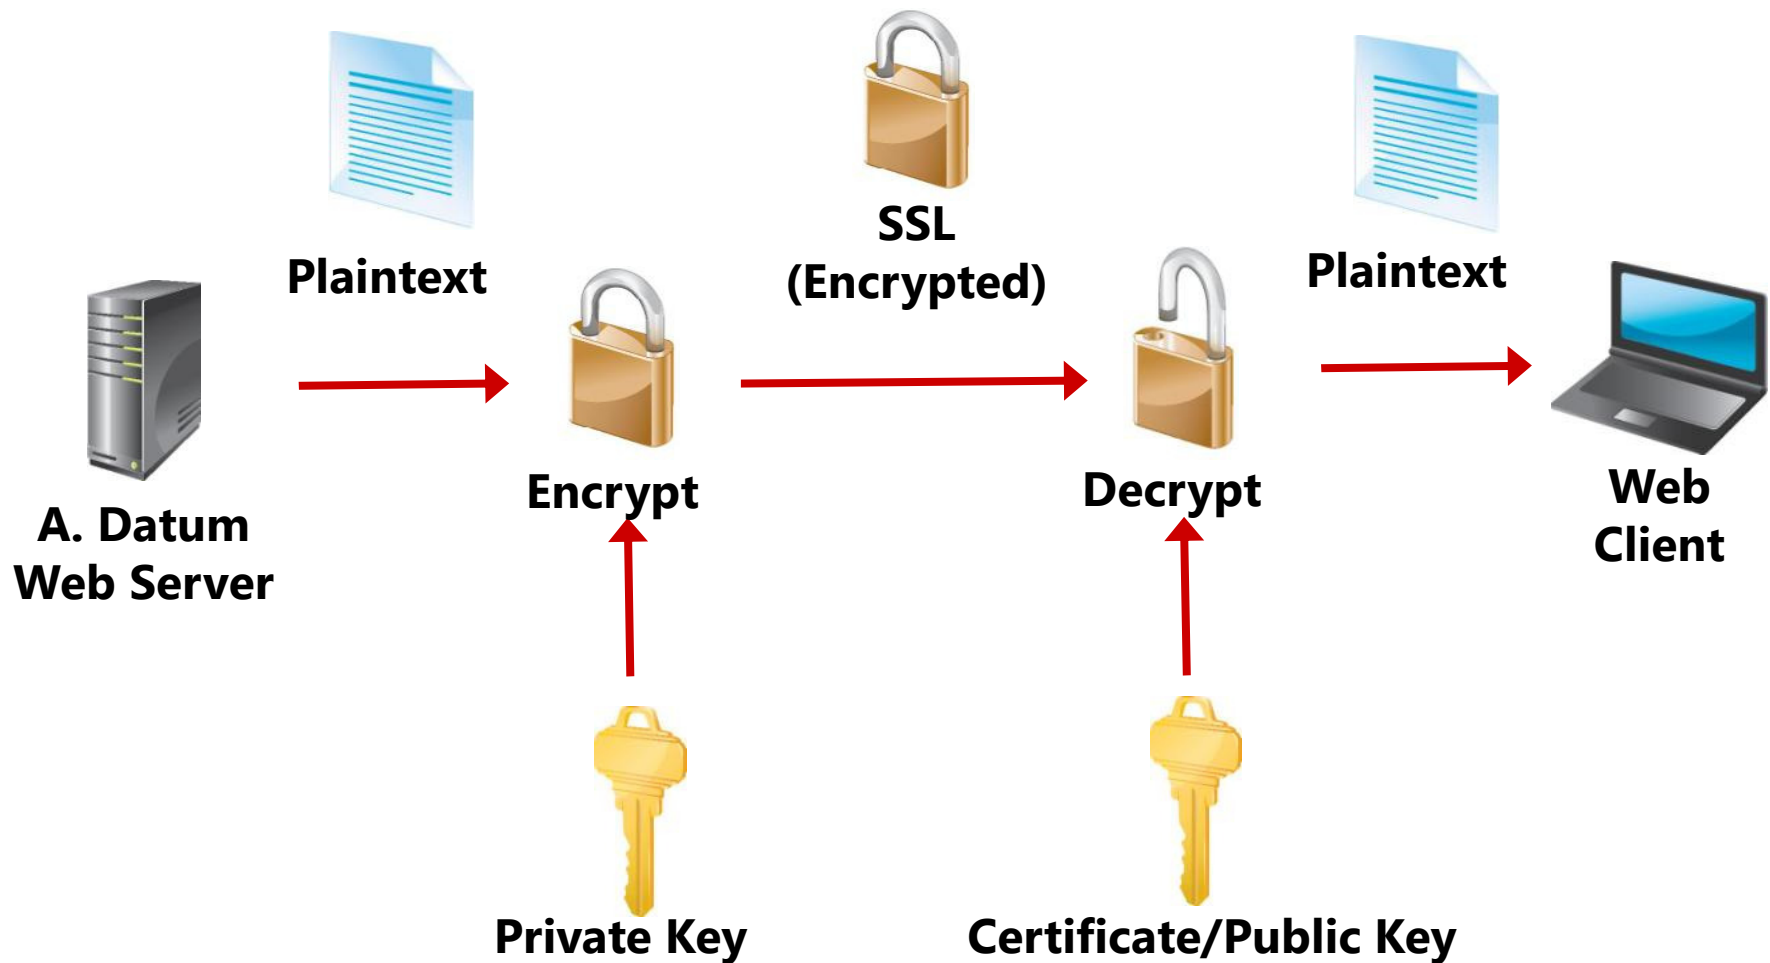 Plaintext
SSL
(Encrypted)
Plaintext
Encrypt
Decrypt
A. Datum
Web Server
Web
Client
Private Key
Certificate/Public Key